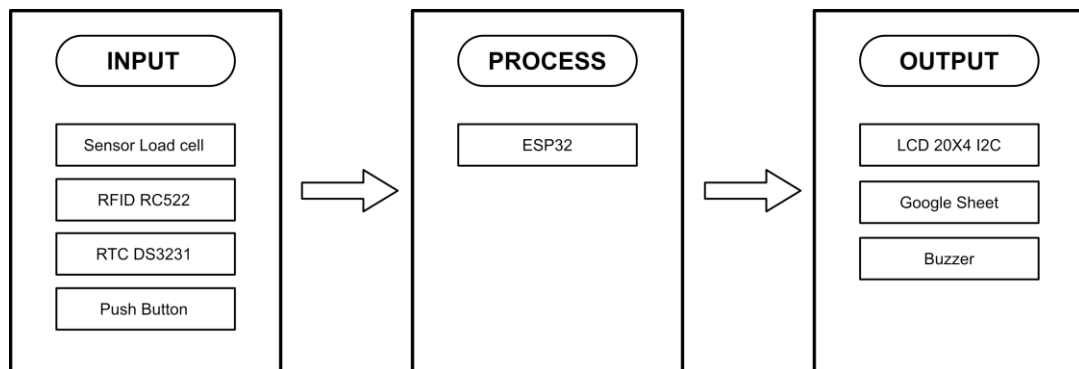 INPUT
Sensor Load cell
RFID RC522
RTC DS3231
Push Button
PROCESS
ESP32
OUTPUT
LCD 20X4 I2C
Google Sheet
Buzzer